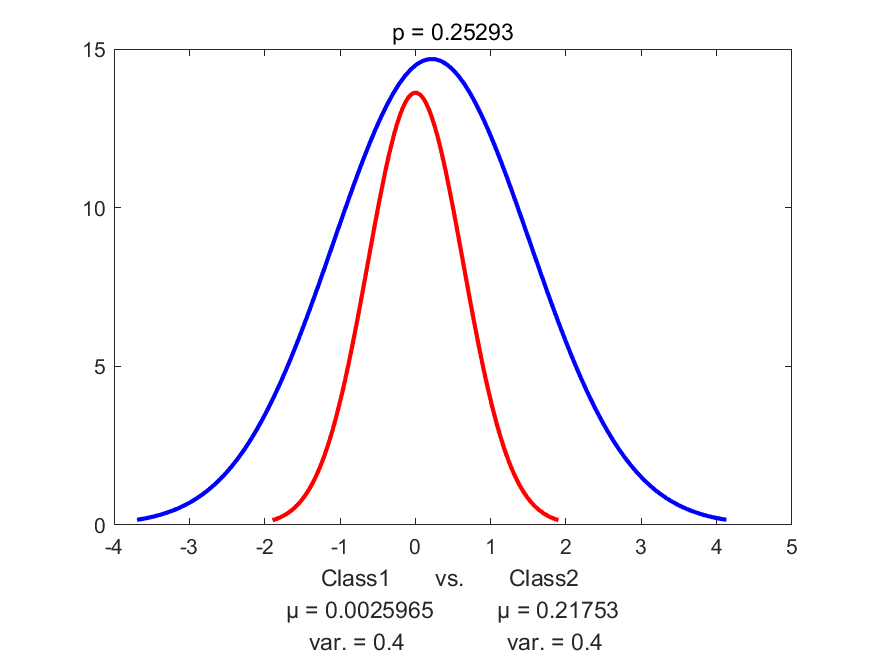 p = 0.25293
15
10
5
0
-4 -3 -2 -1 0 1 2 3 4 5
Class1 vs. Class2
μ = 0.0025965 μ = 0.21753
var. = 0.4 var. = 0.4